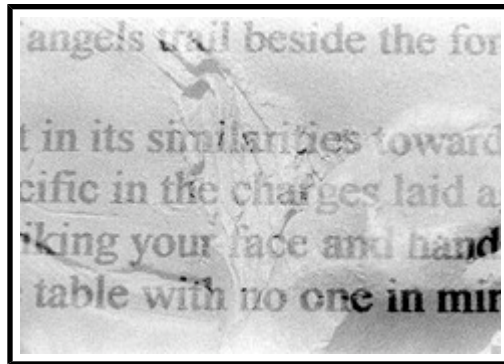 angels trail beside the for
t in its similarities toward
cific in the charges laid a
iking your face and hand
table with no one in min